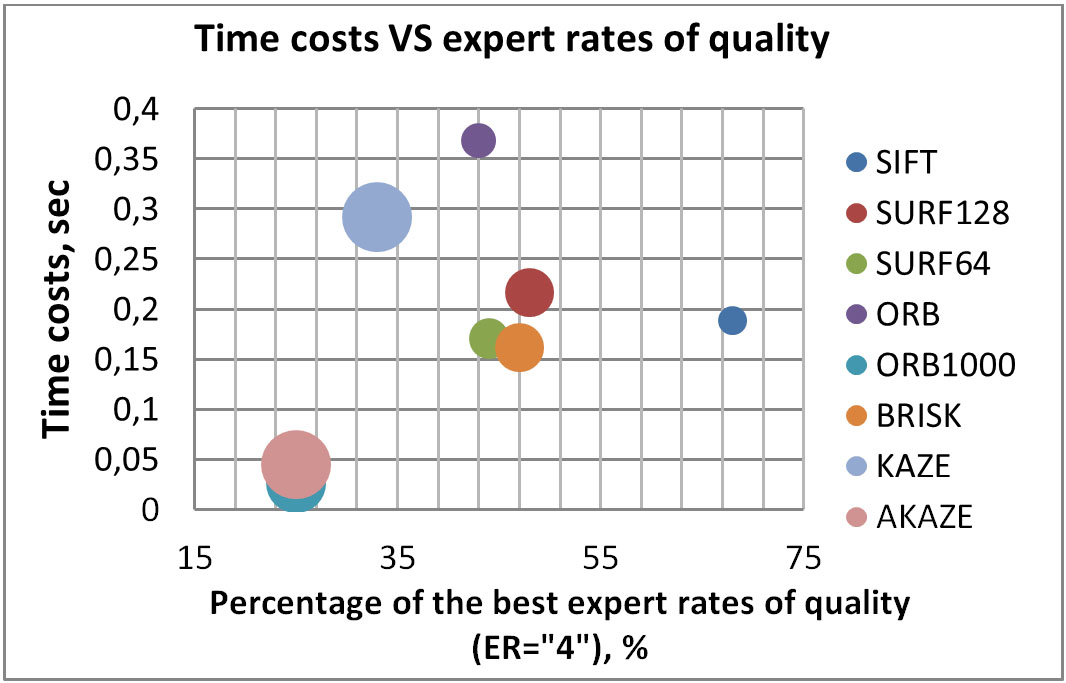 Time costs VS expert rates of quality
0,4
0,35
0,3
0,25
0,2
0,15
0,1
0,05
0
Time costs, sec
15 35 55 75
Percentage of the best expert rates of quality
(ER="4"), %
SIFT
SURF128
SURF64
ORB
ORB1000
BRISK
KAZE
AKAZE